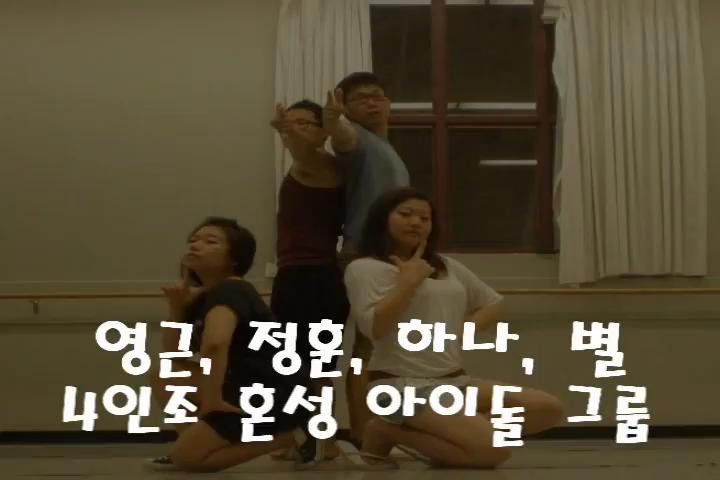 영근, 정훈, 하나, 별
4인조 혼성 아이돌 그룹